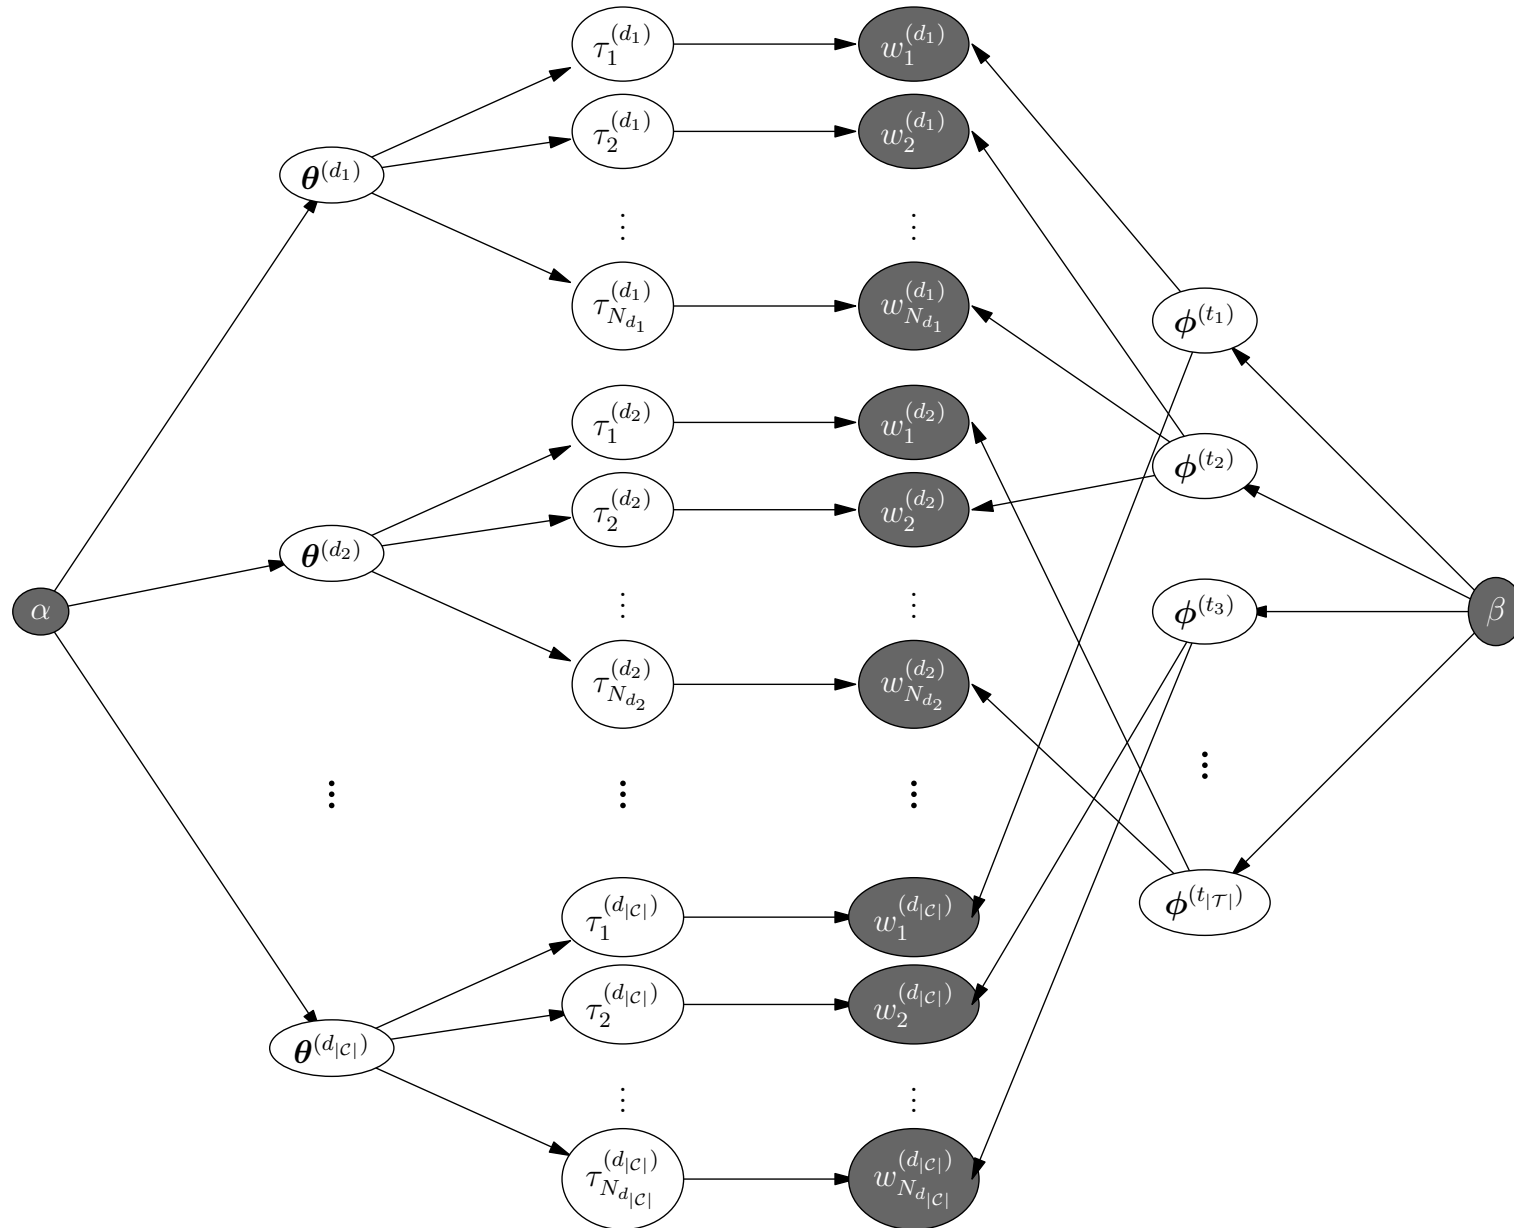 τ_1^{(d_1)} w_1^{(d_1)}
τ_2^{(d_1)} w_2^{(d_1)}
θ^{(d_1)}
⋮ ⋮
τ_{N_{d_1}}^{(d_1)} w_{N_{d_1}}^{(d_1)}
ϕ^{(t_1)}
τ_1^{(d_2)} w_1^{(d_2)}
ϕ^{(t_2)}
τ_2^{(d_2)} w_2^{(d_2)}
θ^{(d_2)}
α ⋮ ⋮ ϕ^{(t_3)} β
τ_{N_{d_2}}^{(d_2)} w_{N_{d_2}}^{(d_2)}
⋮ ⋮ ⋮ ⋮
τ_1^{(d_{|𝒞|})} w_1^{(d_{|𝒞|})} ϕ^{(t_{|𝒯|})}
τ_2^{(d_{|𝒞|})} w_2^{(d_{|𝒞|})}
θ^{(d_{|𝒞|})}
⋮ ⋮
τ_{N_{d_{|𝒞|}}}^{(d_{|𝒞|})} w_{N_{d_{|𝒞|}}}^{(d_{|𝒞|})}